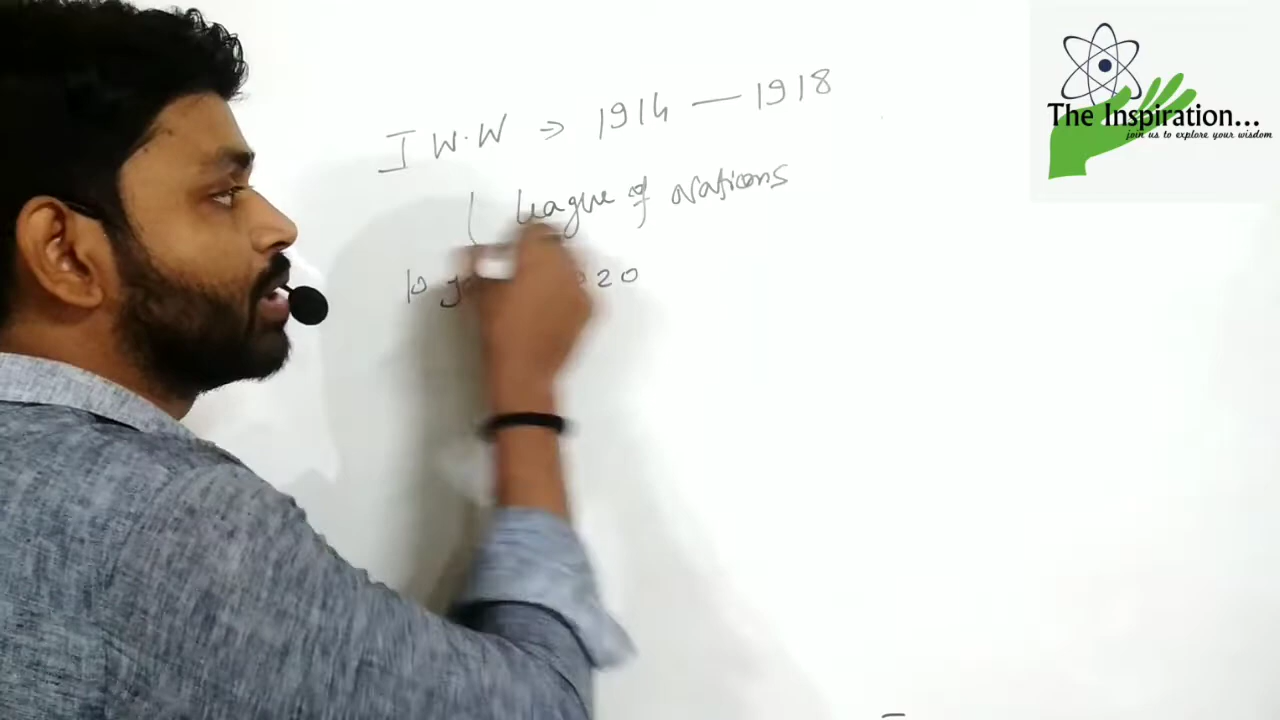 I W.W → 1914 — 1918
League of Nations
10 20
The Inspiration...
join us to explore your wisdom